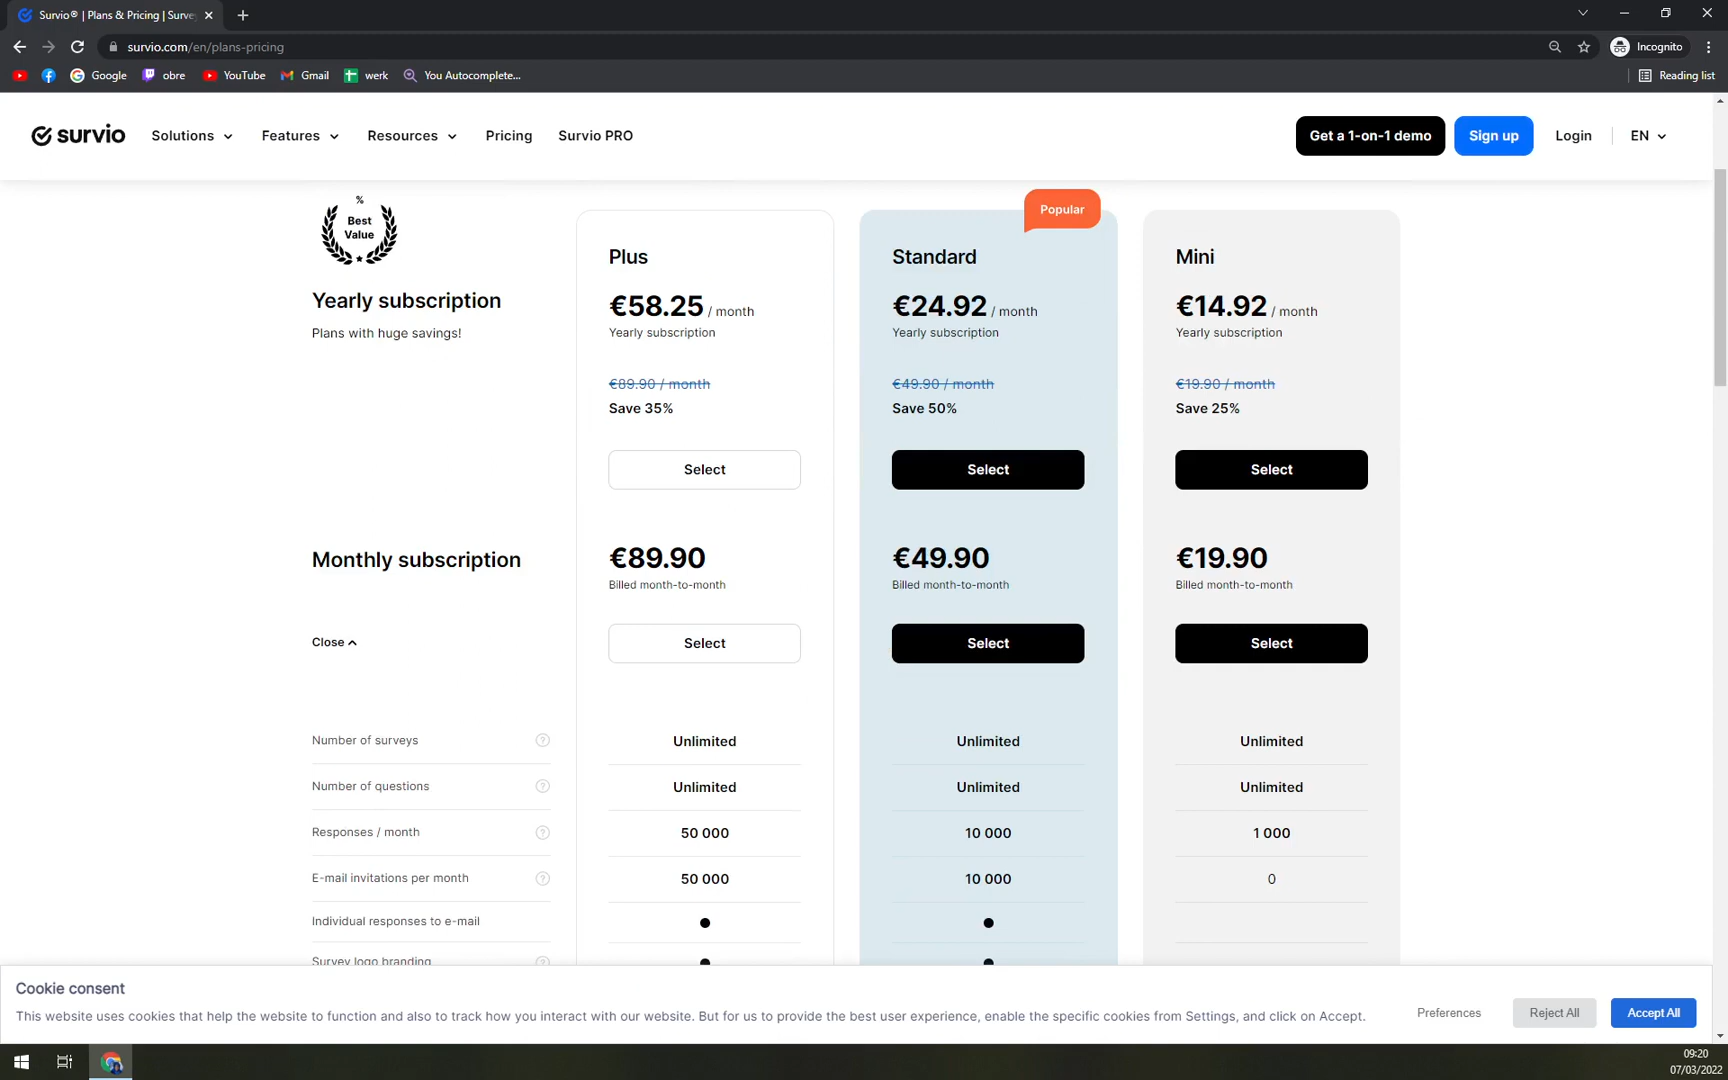 Survio® | Plans & Pricing | Surve
survio.com/en/plans-pricing
Incognito
Google
obre
YouTube
Gmail
werk
You Autocomplete...
Reading list
survio
Solutions
Features
Resources
Pricing
Survio PRO
Get a 1-on-1 demo
Sign up
Login
EN
%
Best
Value
Popular
Plus
Standard
Mini
Yearly subscription
Plans with huge savings!
€58.25 / month
Yearly subscription
€24.92 / month
Yearly subscription
€14.92 / month
Yearly subscription
€89.90 / month
Save 35%
€49.90 / month
Save 50%
€19.90 / month
Save 25%
Select
Select
Select
Monthly subscription
€89.90
Billed month-to-month
€49.90
Billed month-to-month
€19.90
Billed month-to-month
Close
Select
Select
Select
Number of surveys ? Unlimited Unlimited Unlimited
Number of questions ? Unlimited Unlimited Unlimited
Responses / month ? 50 000 10 000 1 000
E-mail invitations per month ? 50 000 10 000 0
Individual responses to e-mail
Survey logo branding ?
Cookie consent
This website uses cookies that help the website to function and also to track how you interact with our website. But for us to provide the best user experience, enable the specific cookies from Settings, and click on Accept.
Preferences
Reject All
Accept All
09:20
07/03/2022